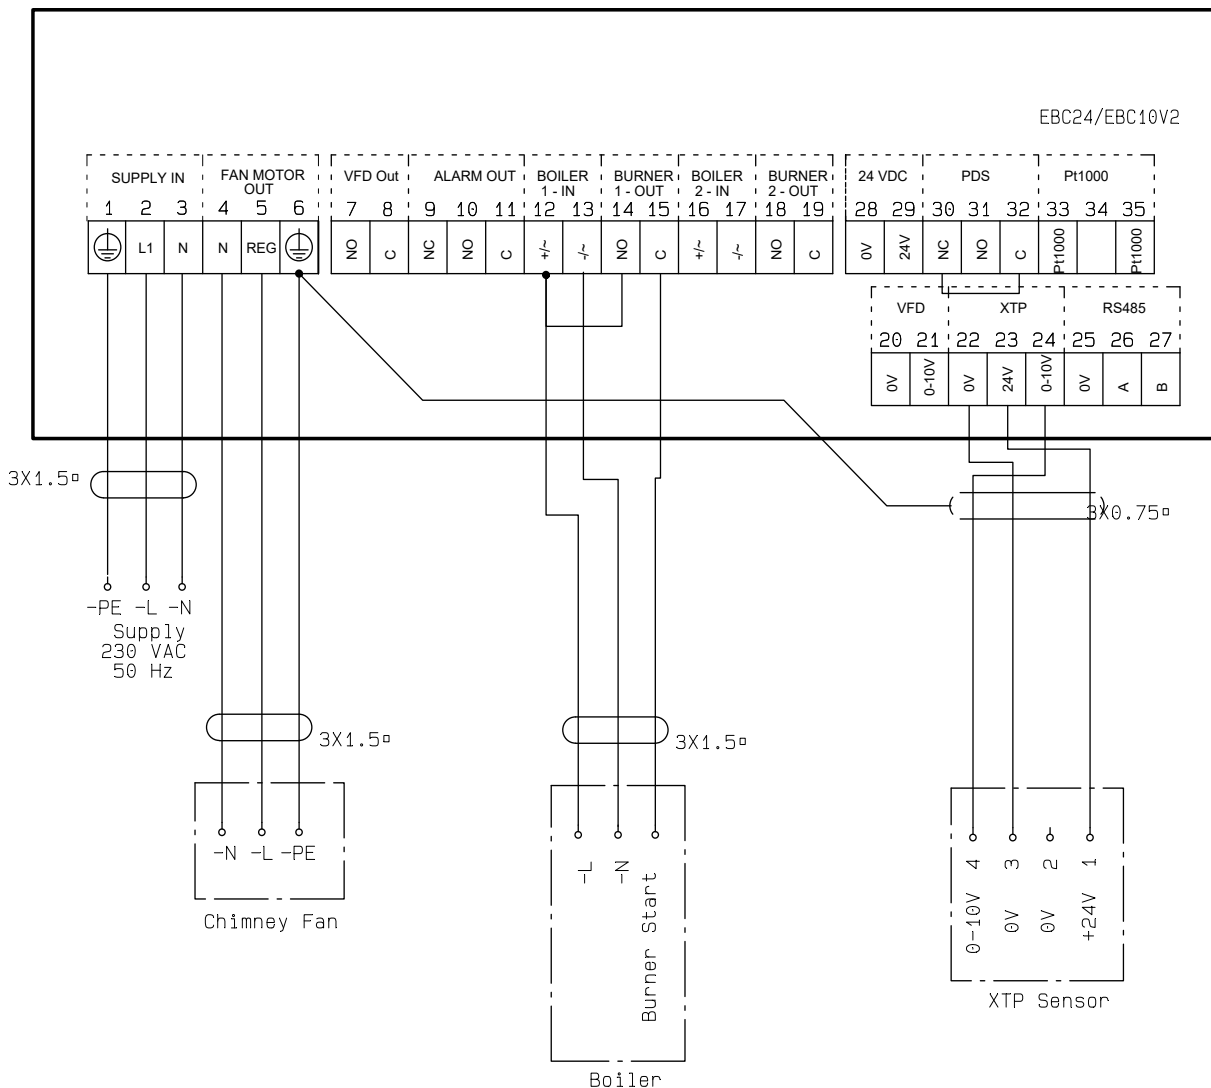 EBC24/EBC10V2
SUPPLY IN
FAN MOTOR
OUT
VFD Out
ALARM OUT
BOILER
1 - IN
BURNER
1 - OUT
BOILER
2 - IN
BURNER
2 - OUT
24 VDC
PDS
Pt1000
1 2 3 4 5 6 7 8 9 10 11 12 13 14 15 16 17 18 19 28 29 30 31 32 33 34 35
L1 N N REG NO C NC NO C +/~ -/~ NO C +/~ -/~ NO C 0V 24V NC NO C Pt1000 Pt1000
VFD XTP RS485
20 21 22 23 24 25 26 27
0V 0-10V 0V 24V 0-10V 0V A B
3X1.5▫
3X0.75▫
-PE -L -N
Supply
230 VAC
50 Hz
3X1.5▫
3X1.5▫
-N -L -PE
Chimney Fan
-L
-N
Burner Start
Boiler
4 3 2 1
0-10V 0V 0V +24V
XTP Sensor